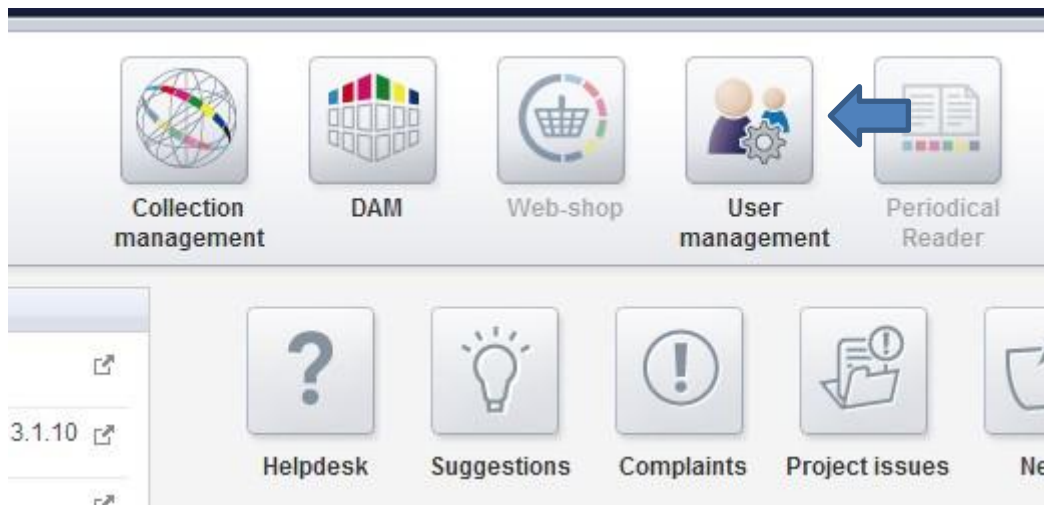 Collection
management
DAM
Web-shop
User
management
Periodical
Reader
3.1.10
Helpdesk
Suggestions
Complaints
Project issues